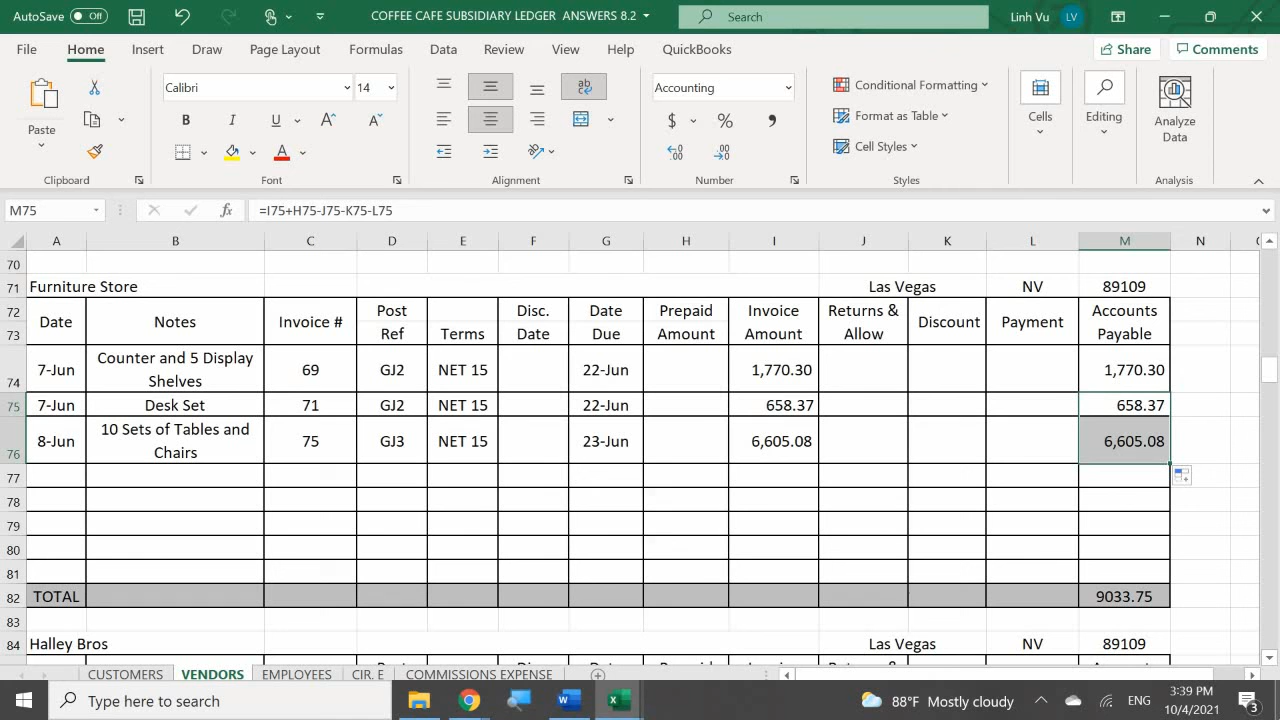 AutoSave Off COFFEE CAFE SUBSIDIARY LEDGER ANSWERS 8.2 Search Linh Vu LV
File Home Insert Draw Page Layout Formulas Data Review View Help QuickBooks Share Comments
Paste Calibri 14 B I U A A A ab Accounting $ % , Conditional Formatting Format as Table Cell Styles Cells Editing Analyze Data
Clipboard Font Alignment Number Styles Analysis
M75 fx =I75+H75-J75-K75-L75
A B C D E F G H I J K L M N
70
71 Furniture Store Las Vegas NV 89109
72 Post Disc. Date Prepaid Invoice Returns & Accounts
Date Notes Invoice # Discount Payment
73 Ref Terms Date Due Amount Amount Allow Payable
Counter and 5 Display
74 7-Jun Shelves 69 GJ2 NET 15 22-Jun 1,770.30 1,770.30
75 7-Jun Desk Set 71 GJ2 NET 15 22-Jun 658.37 658.37
10 Sets of Tables and
76 8-Jun Chairs 75 GJ3 NET 15 23-Jun 6,605.08 6,605.08
77
78
79
80
81
82 TOTAL 9033.75
83
84 Halley Bros Las Vegas NV 89109
CUSTOMERS VENDORS EMPLOYEES CIR. E COMMISSIONS EXPENSE
Type here to search 88°F Mostly cloudy ENG 3:39 PM
10/4/2021 3